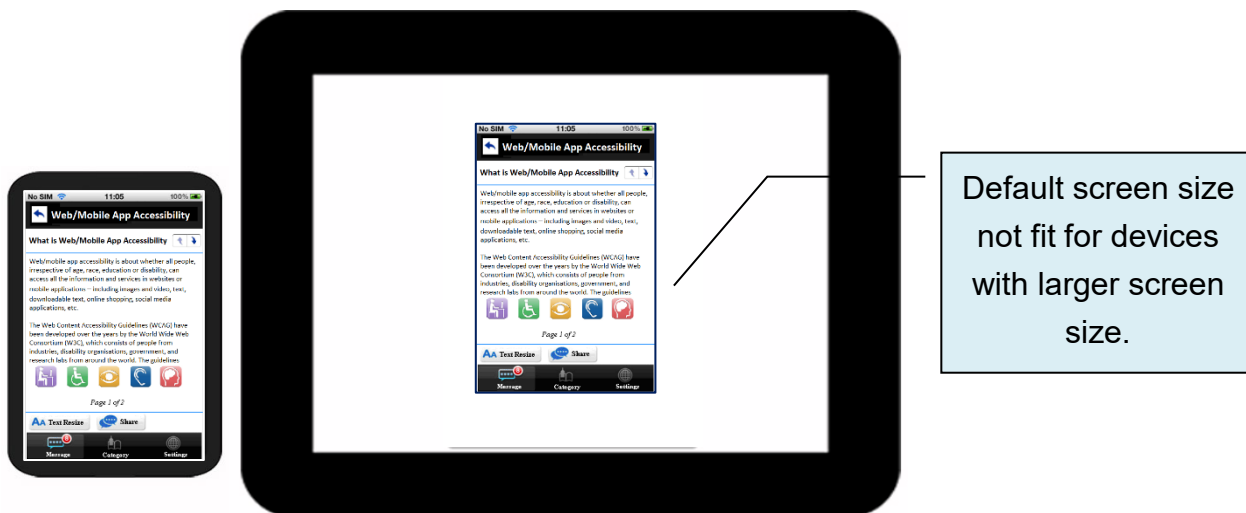 No SIM 11:05 100%
Web/Mobile App Accessibility
What is Web/Mobile App Accessibility
Web/mobile app accessibility is about whether all people,
irrespective of age, race, education or disability, can
access all the information and services in websites or
mobile applications – including images and video, text,
downloadable text, online shopping, social media
applications, etc.
The Web Content Accessibility Guidelines (WCAG) have
been developed over the years by the World Wide Web
Consortium (W3C), which consists of people from
industries, disability organisations, government, and
research labs from around the world. The guidelines
Page 1 of 2
AA Text Resize Share
Message Category Settings
No SIM 11:05 100%
Web/Mobile App Accessibility
What is Web/Mobile App Accessibility
Web/mobile app accessibility is about whether all people,
irrespective of age, race, education or disability, can
access all the information and services in websites or
mobile applications – including images and video, text,
downloadable text, online shopping, social media
applications, etc.
The Web Content Accessibility Guidelines (WCAG) have
been developed over the years by the World Wide Web
Consortium (W3C), which consists of people from
industries, disability organisations, government, and
research labs from around the world. The guidelines
Page 1 of 2
AA Text Resize Share
Message Category Settings
Default screen size
not fit for devices
with larger screen
size.